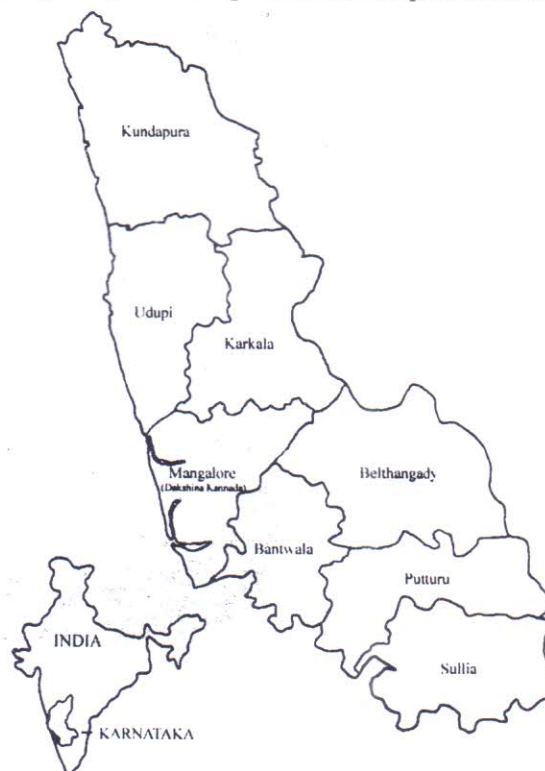 Kundapura
Udupi
Karkala
Mangalore
(Dakshina Kannada)
Belthangady
Bantwala
Putturu
INDIA
Sullia
KARNATAKA